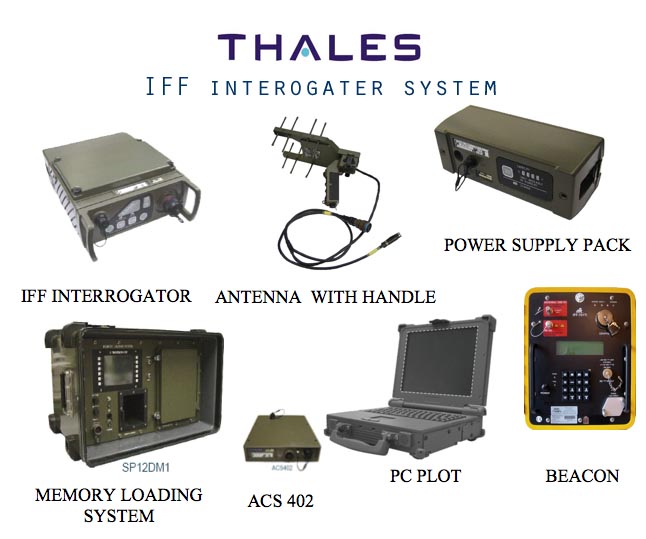 THALES
IFF INTEROGATER SYSTEM
POWER SUPPLY PACK
IFF INTERROGATOR
ANTENNA WITH HANDLE
SP12DM1
ACS402
PC PLOT
BEACON
MEMORY LOADING
SYSTEM
ACS 402